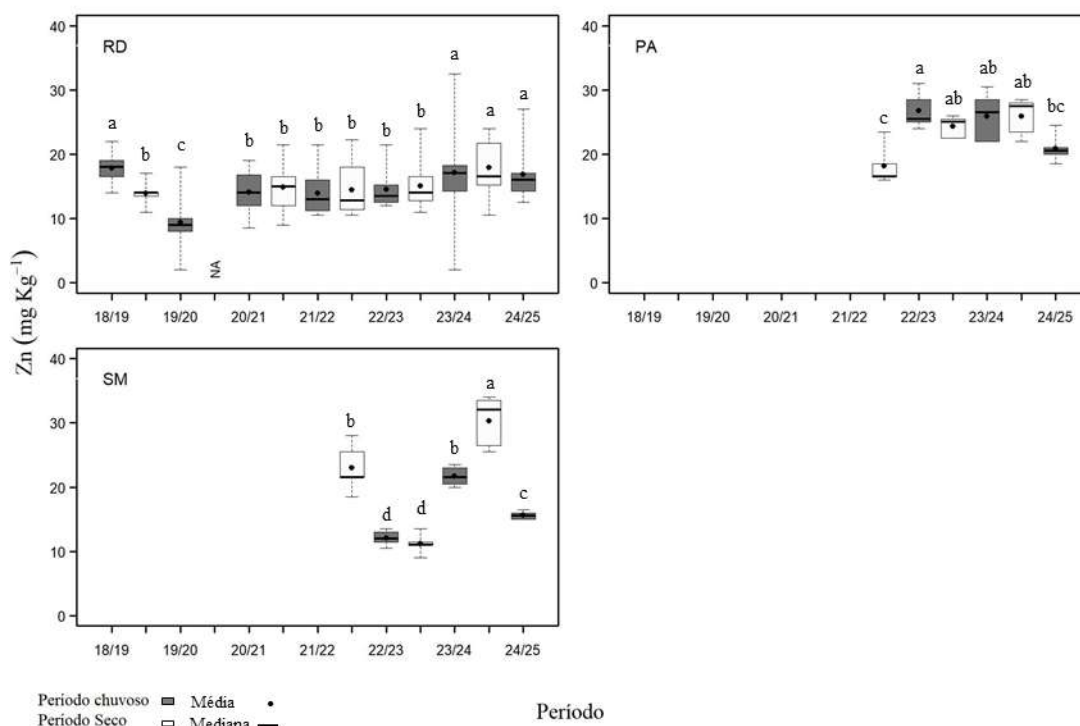 RD
40
30
20
10
0
a
b
c
NA
b
b
b
b
b
b
a
a
a
18/19
19/20
20/21
21/22
22/23
23/24
24/25
PA
40
30
20
10
0
c
a
ab
ab
ab
bc
18/19
19/20
20/21
21/22
22/23
23/24
24/25
Zn (mg Kg⁻¹)
SM
40
30
20
10
0
b
d
d
b
a
c
18/19
19/20
20/21
21/22
22/23
23/24
24/25
Período chuvoso Média
Período Seco Mediana
Período